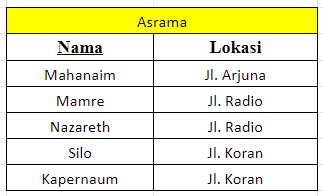 Asrama
Nama Lokasi
Mahanaim Jl. Arjuna
Mamre Jl. Radio
Nazareth Jl. Radio
Silo Jl. Koran
Kapernaum Jl. Koran